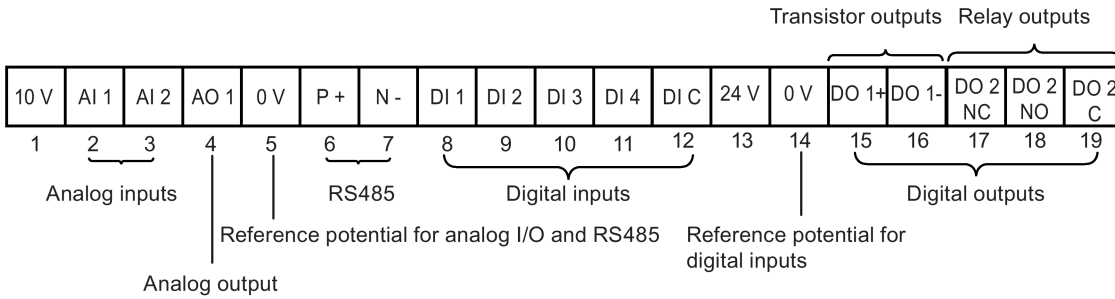 Transistor outputs Relay outputs
10 V AI 1 AI 2 AO 1 0 V P + N - DI 1 DI 2 DI 3 DI 4 DI C 24 V 0 V DO 1+ DO 1- DO 2 NC DO 2 NO DO 2 C
1 2 3 4 5 6 7 8 9 10 11 12 13 14 15 16 17 18 19
Analog inputs RS485 Digital inputs Digital outputs
Reference potential for analog I/O and RS485 Reference potential for
digital inputs
Analog output